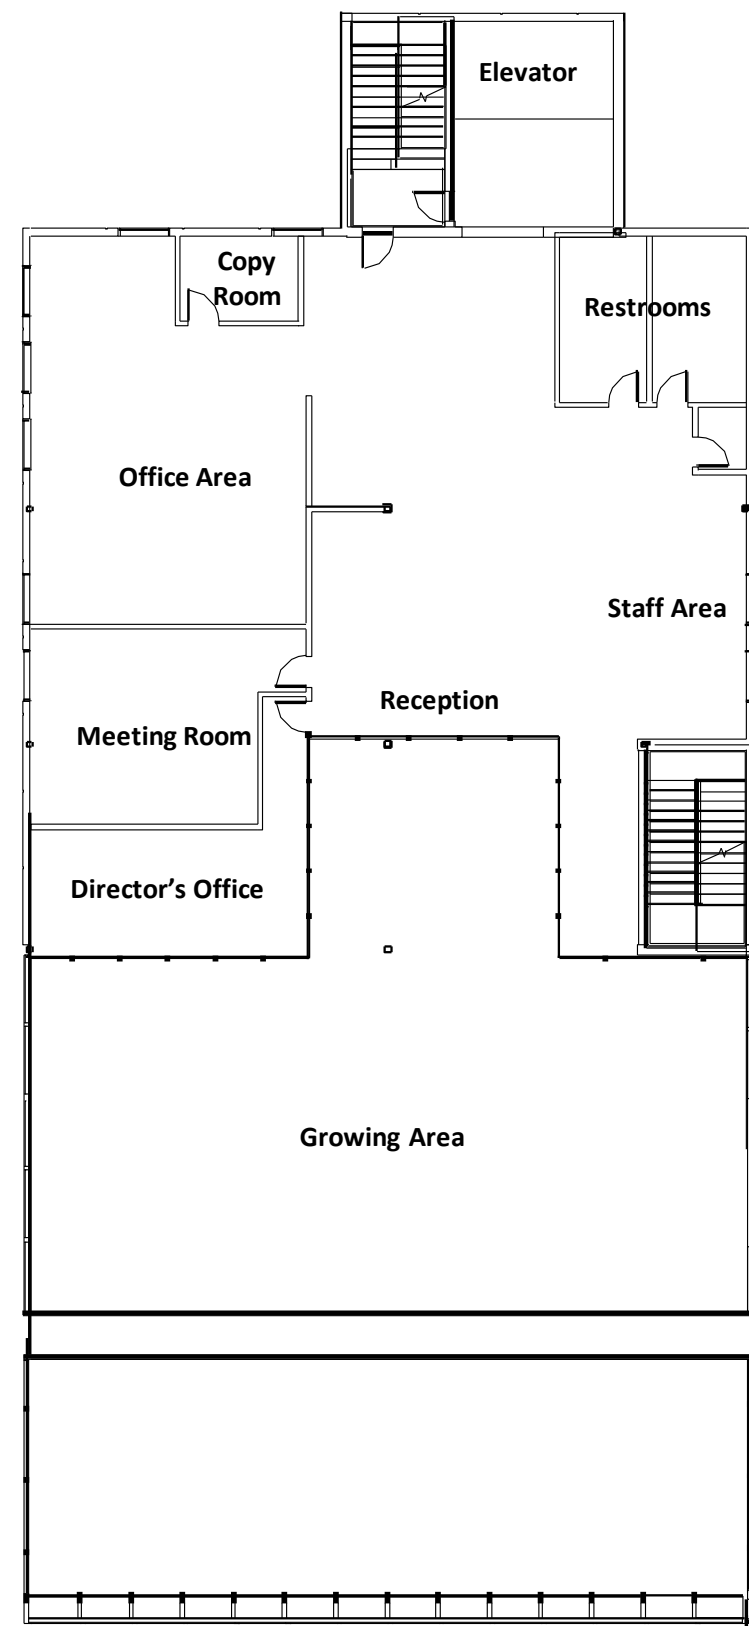 Elevator
Copy
Room
Restrooms
Office Area
Staff Area
Reception
Meeting Room
Director’s Office
Growing Area